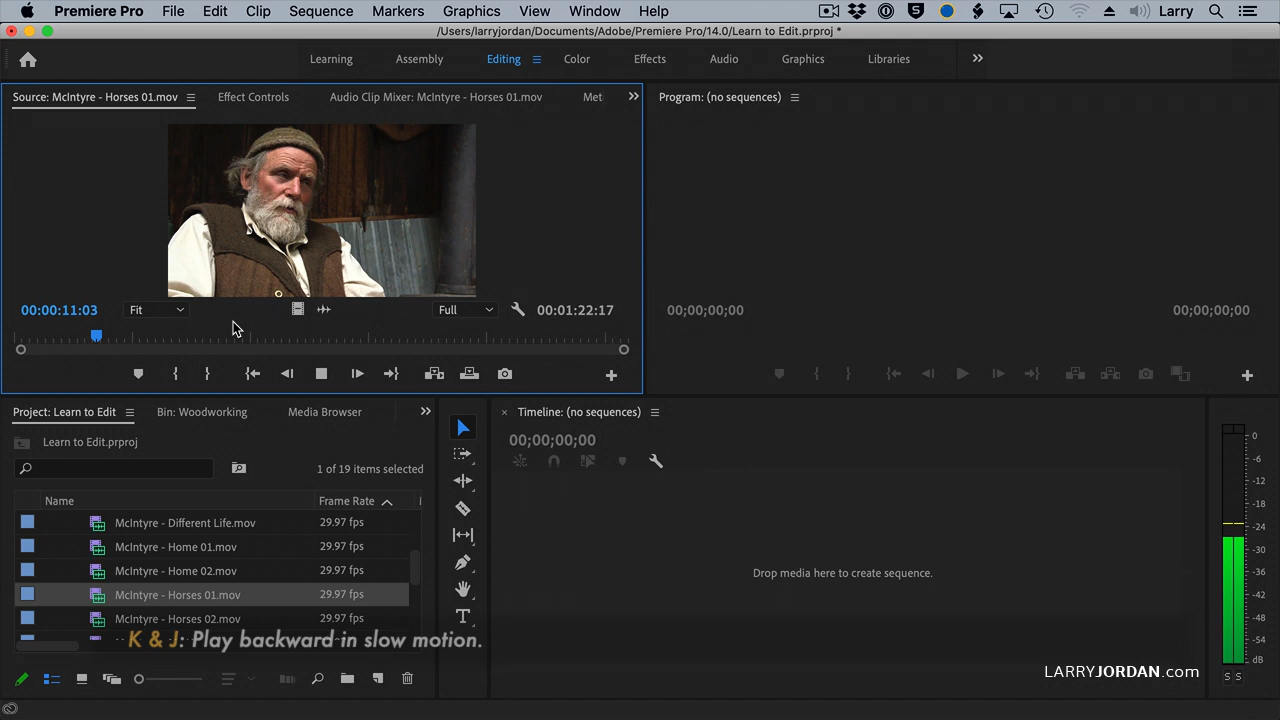 Premiere Pro File Edit Clip Sequence Markers Graphics View Window Help Larry
/Users/larryjordan/Documents/Adobe/Premiere Pro/14.0/Learn to Edit.prproj *
Learning Assembly Editing Color Effects Audio Graphics Libraries
Source: McIntyre - Horses 01.mov Effect Controls Audio Clip Mixer: McIntyre - Horses 01.mov Met
Program: (no sequences)
00:00:11:03 Fit Full 00:01:22:17
00;00;00;00 00;00;00;00
Project: Learn to Edit Bin: Woodworking Media Browser
Learn to Edit.prproj
1 of 19 items selected
Name Frame Rate
McIntyre - Different Life.mov 29.97 fps
McIntyre - Home 01.mov 29.97 fps
McIntyre - Home 02.mov 29.97 fps
McIntyre - Horses 01.mov 29.97 fps
McIntyre - Horses 02.mov 29.97 fps
K & J: Play backward in slow motion.
× Timeline: (no sequences)
00;00;00;00
Drop media here to create sequence.
0
-6
-12
-18
-24
-30
-36
-42
-48
-54
dB
S S
LARRYJORDAN.com